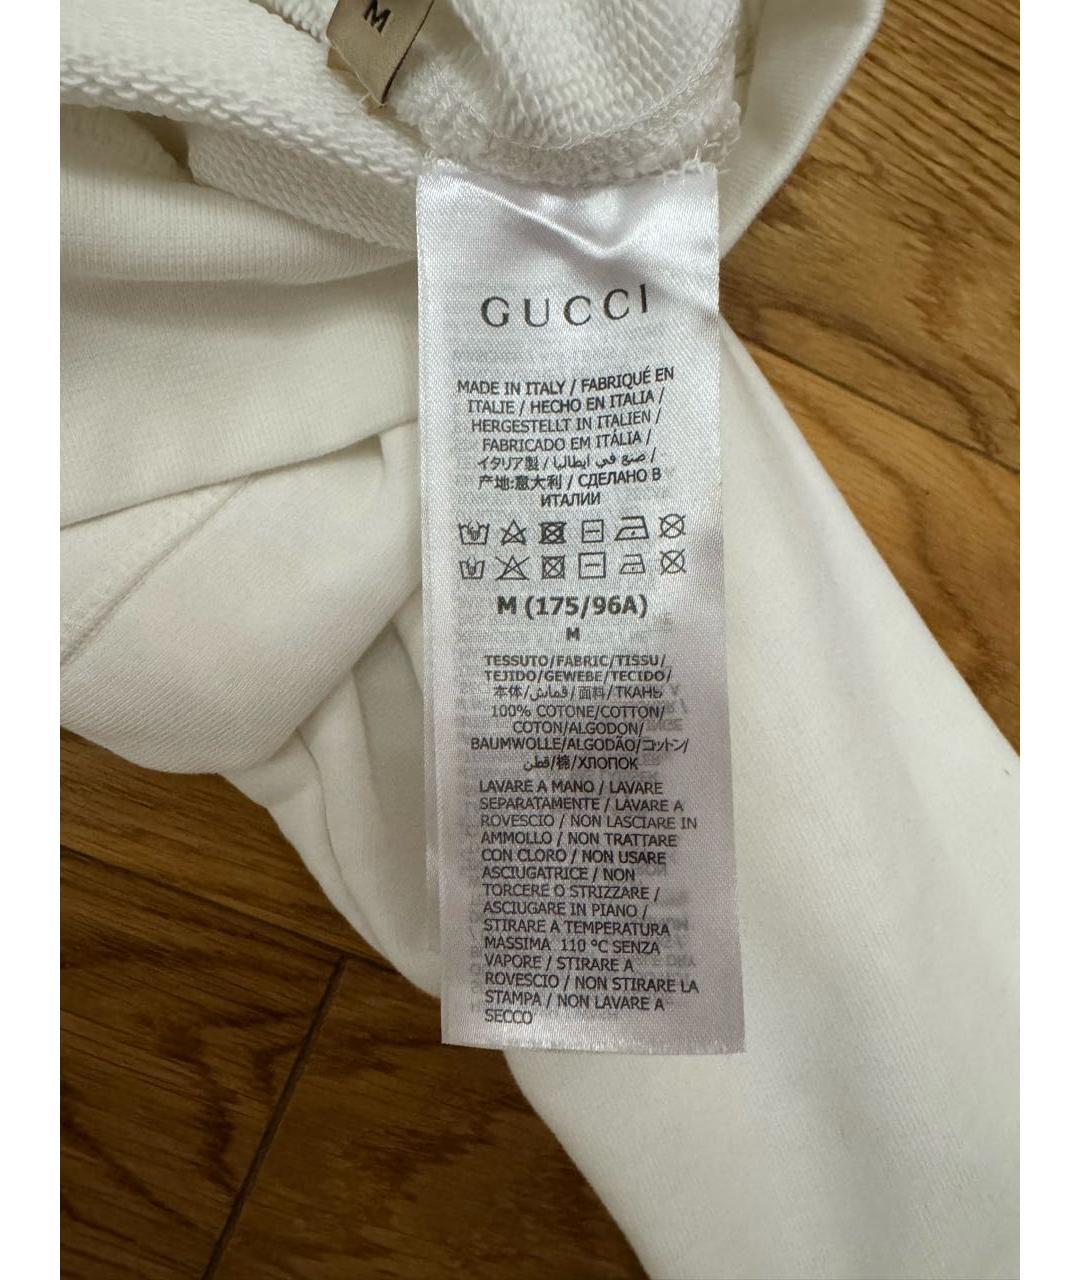 M
GUCCI
MADE IN ITALY / FABRIQUÉ EN
ITALIE / HECHO EN ITALIA /
HERGESTELLT IN ITALIEN /
FABRICADO EM ITÁLIA /
イタリア製 / صنع في ايطاليا /
产地:意大利 / СДЕЛАНО В
ИТАЛИИ
M (175/96A)
M
TESSUTO/FABRIC/TISSU/
TEJIDO/GEWEBE/TECIDO/
本体/قماش/面料/ТКАНЬ
100% COTONE/COTTON/
COTON/ALGODON/
BAUMWOLLE/ALGODÃO/コットン/
قطن/棉/ХЛОПОК
LAVARE A MANO / LAVARE
SEPARATAMENTE / LAVARE A
ROVESCIO / NON LASCIARE IN
AMMOLLO / NON TRATTARE
CON CLORO / NON USARE
ASCIUGATRICE / NON
TORCERE O STRIZZARE /
ASCIUGARE IN PIANO /
STIRARE A TEMPERATURA
MASSIMA 110 °C SENZA
VAPORE / STIRARE A
ROVESCIO / NON STIRARE LA
STAMPA / NON LAVARE A
SECCO